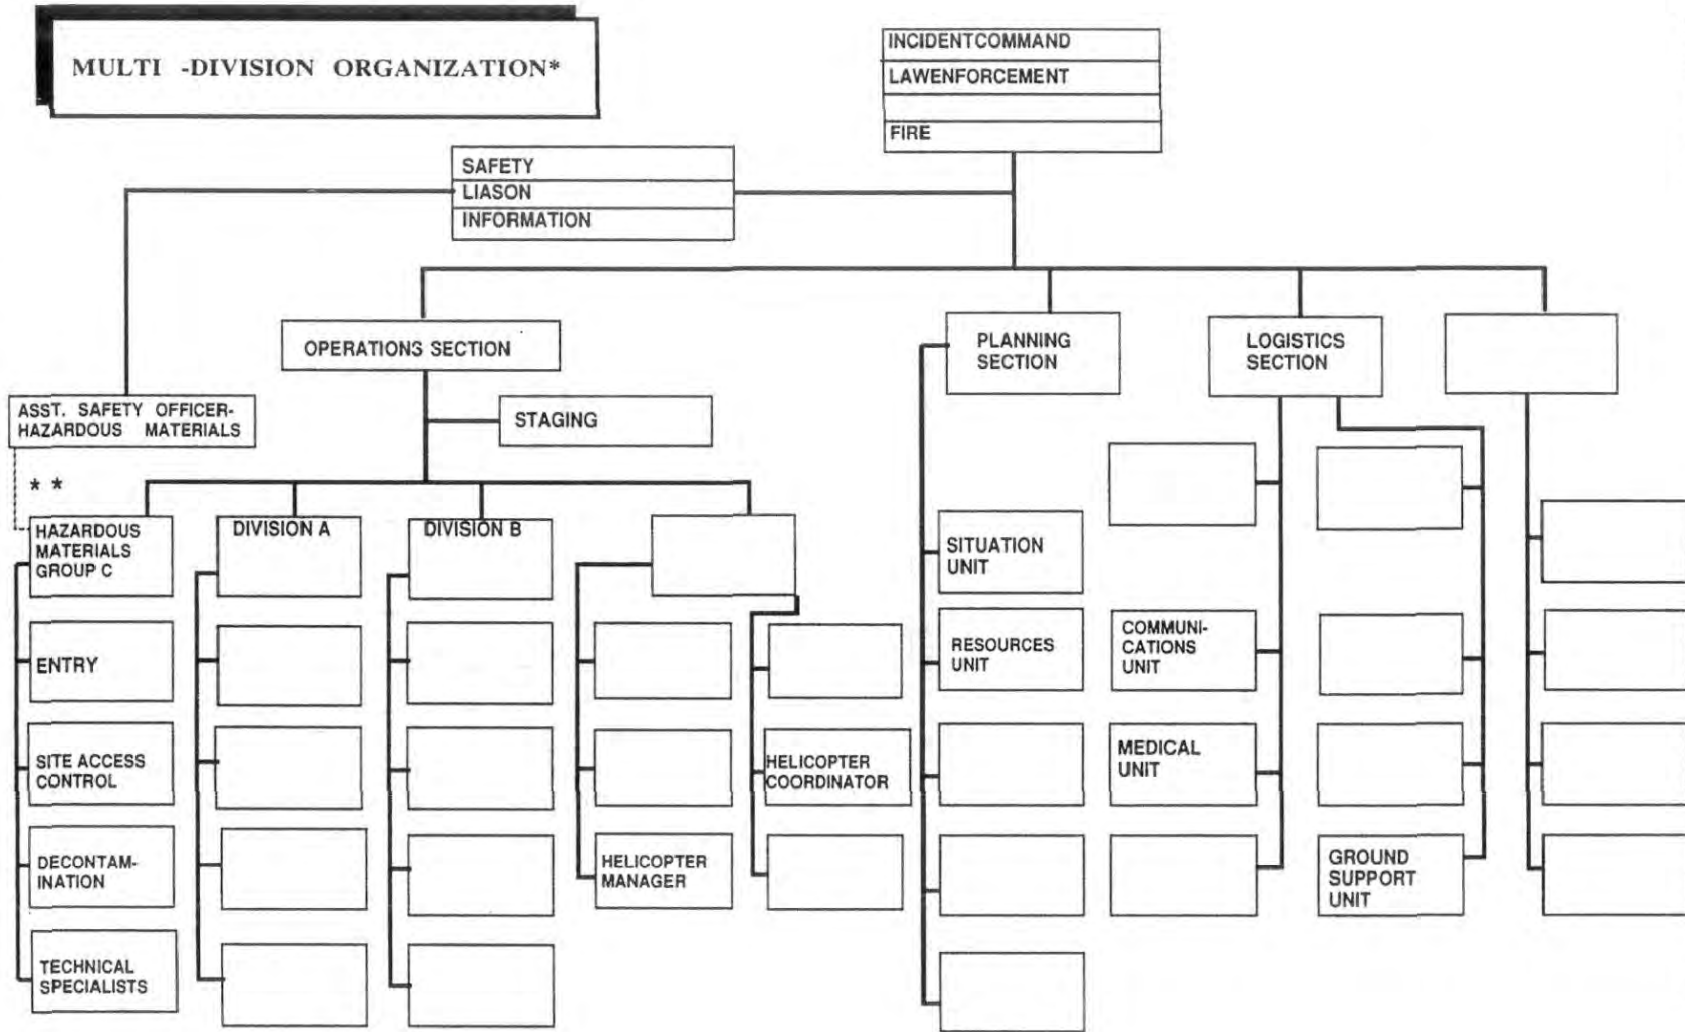 MULTI -DIVISION ORGANIZATION*
INCIDENTCOMMAND
LAWENFORCEMENT
FIRE
SAFETY
LIASON
INFORMATION
OPERATIONS SECTION
PLANNING
SECTION
LOGISTICS
SECTION
ASST. SAFETY OFFICER-
HAZARDOUS MATERIALS
STAGING
* *
HAZARDOUS
MATERIALS
GROUP C
DIVISION A
DIVISION B
SITUATION
UNIT
ENTRY
RESOURCES
UNIT
COMMUNI-
CATIONS
UNIT
SITE ACCESS
CONTROL
HELICOPTER
COORDINATOR
MEDICAL
UNIT
DECONTAM-
INATION
HELICOPTER
MANAGER
GROUND
SUPPORT
UNIT
TECHNICAL
SPECIALISTS